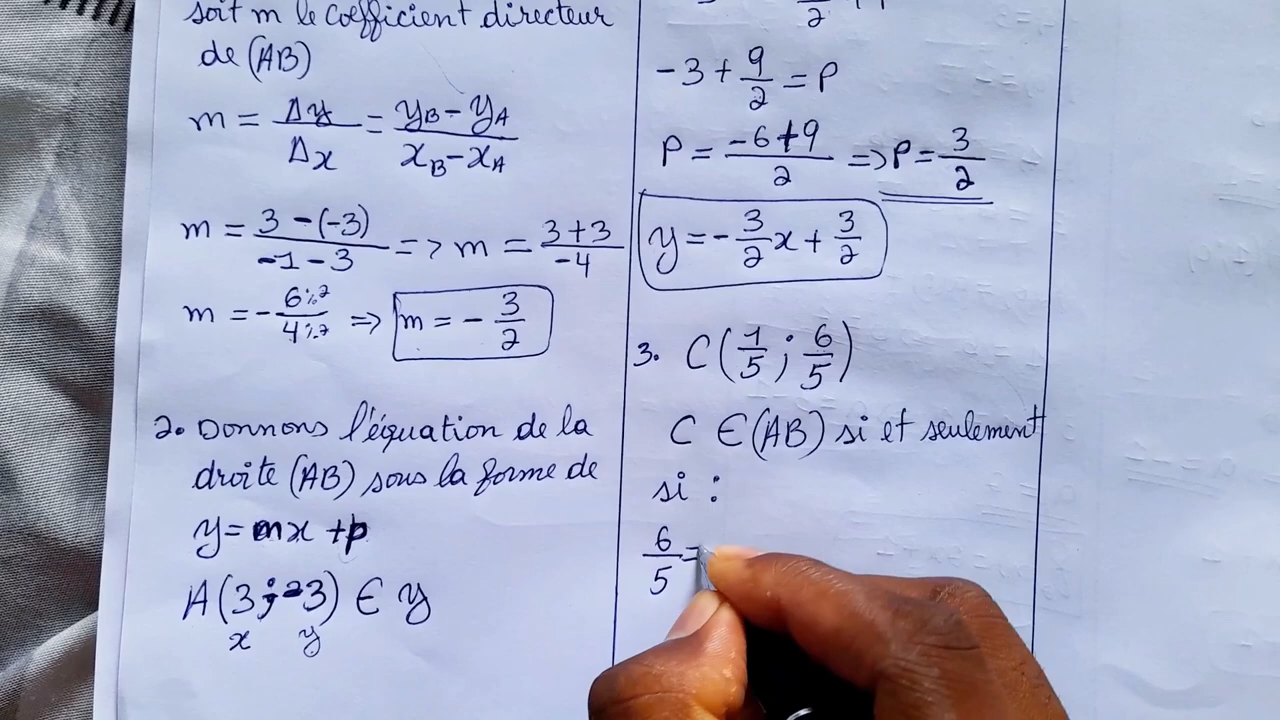 soit m le coefficient directeur
de (AB)
m = Δy/Δx = yB - yA / xB - xA
m = 3 - (-3) / -1 - 3 => m = 3 + 3 / -4
m = - 6÷2 / 4÷2 => m = - 3/2
2. Donnons l'équation de la
droite (AB) sous la forme de
y = mx + p
A (3 ; -3) ∈ y
x y
-3 + 9/2 = P
P = -6+9 / 2 => P = 3/2
y = - 3/2 x + 3/2
3. C (1/5 ; 6/5)
C ∈ (AB) si et seulement
si :
6/5 =